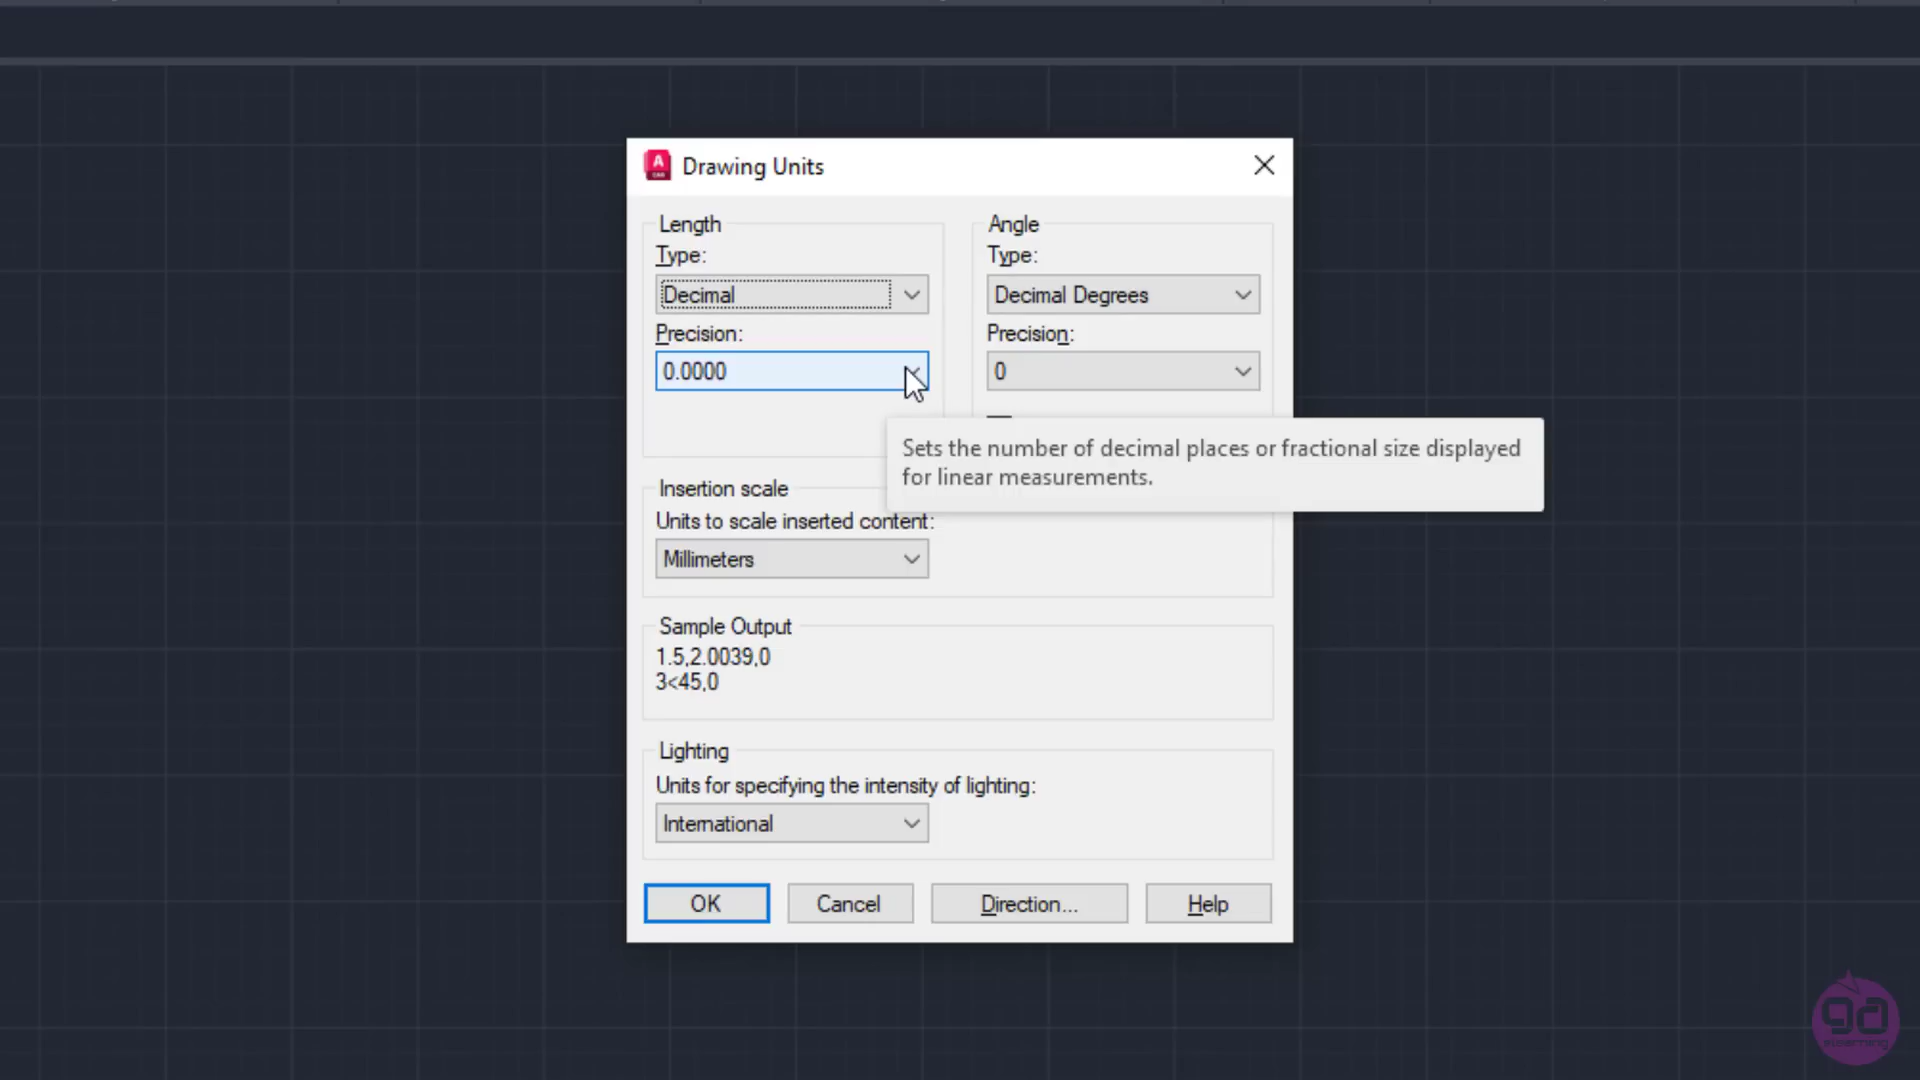 Drawing Units
Length
Type:
Decimal
Precision:
0.0000
Angle
Type:
Decimal Degrees
Precision:
0
Sets the number of decimal places or fractional size displayed
for linear measurements.
Insertion scale
Units to scale inserted content:
Millimeters
Sample Output
1.5,2.0039,0
3<45,0
Lighting
Units for specifying the intensity of lighting:
International
OK
Cancel
Direction...
Help
ga
elearning